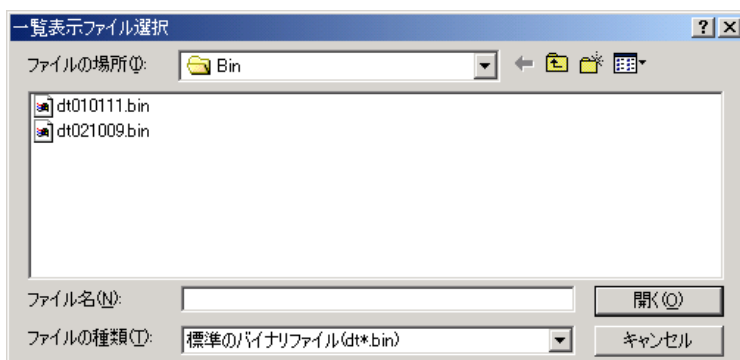 一覧表示ファイル選択
ファイルの場所(I): Bin
dt010111.bin
dt021009.bin
ファイル名(N): 開く(O)
ファイルの種類(T): 標準のバイナリファイル(dt*.bin) キャンセル